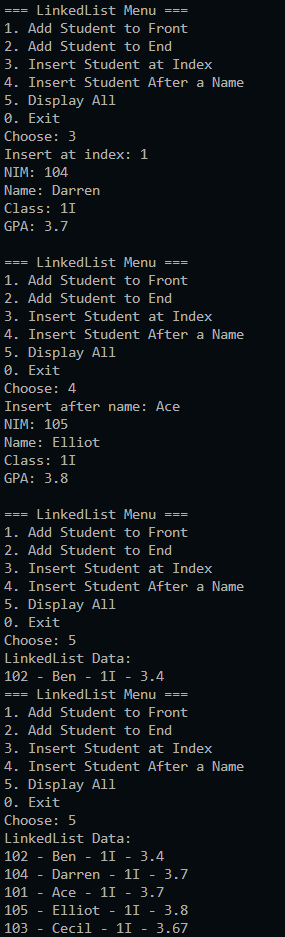 === LinkedList Menu ===
1. Add Student to Front
2. Add Student to End
3. Insert Student at Index
4. Insert Student After a Name
5. Display All
0. Exit
Choose: 3
Insert at index: 1
NIM: 104
Name: Darren
Class: 1I
GPA: 3.7

=== LinkedList Menu ===
1. Add Student to Front
2. Add Student to End
3. Insert Student at Index
4. Insert Student After a Name
5. Display All
0. Exit
Choose: 4
Insert after name: Ace
NIM: 105
Name: Elliot
Class: 1I
GPA: 3.8

=== LinkedList Menu ===
1. Add Student to Front
2. Add Student to End
3. Insert Student at Index
4. Insert Student After a Name
5. Display All
0. Exit
Choose: 5
LinkedList Data:
102 - Ben - 1I - 3.4
=== LinkedList Menu ===
1. Add Student to Front
2. Add Student to End
3. Insert Student at Index
4. Insert Student After a Name
5. Display All
0. Exit
Choose: 5
LinkedList Data:
102 - Ben - 1I - 3.4
104 - Darren - 1I - 3.7
101 - Ace - 1I - 3.7
105 - Elliot - 1I - 3.8
103 - Cecil - 1I - 3.67